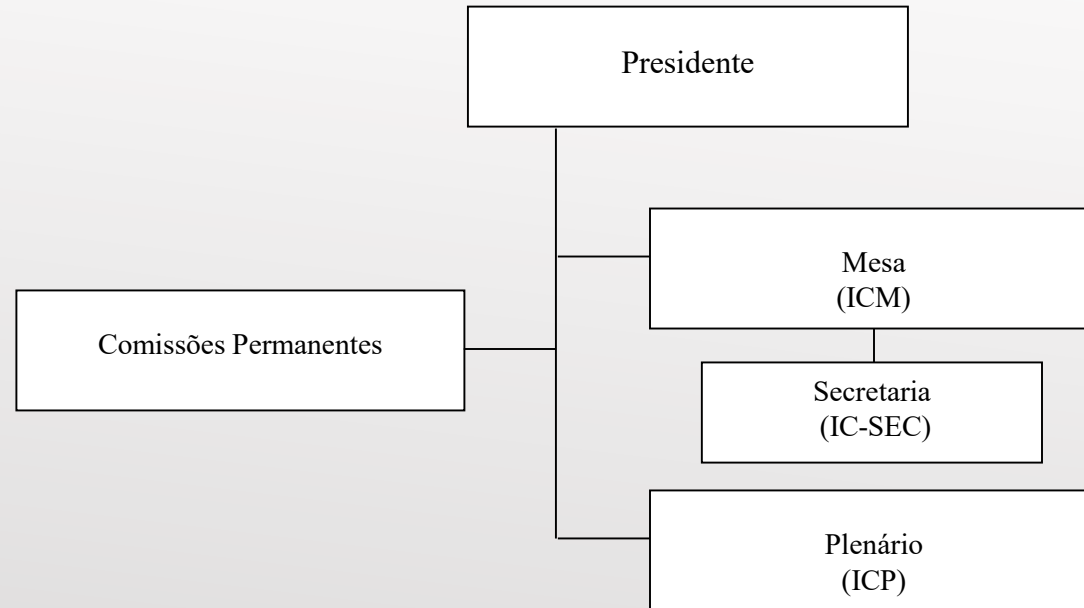 Presidente
Mesa
(ICM)
Comissões Permanentes
Secretaria
(IC-SEC)
Plenário
(ICP)